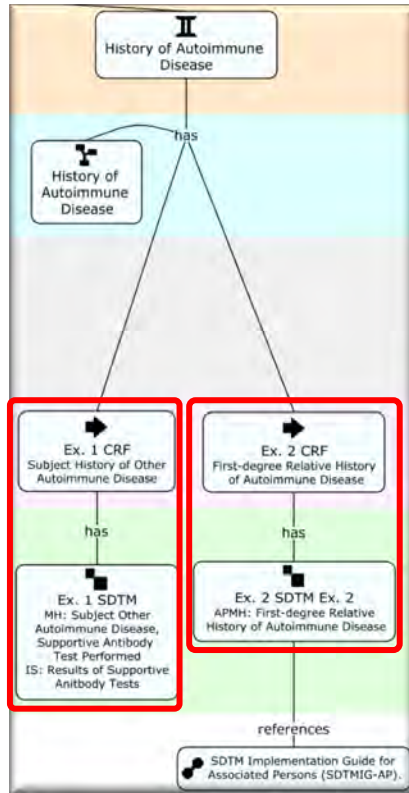 History of Autoimmune
Disease
has
History of
Autoimmune
Disease
Ex. 1 CRF
Subject History of Other
Autoimmune Disease
Ex. 2 CRF
First-degree Relative History
of Autoimmune Disease
has
has
Ex. 1 SDTM
MH: Subject Other
Autoimmune Disease,
Supportive Antibody
Test Performed
IS: Results of Supportive
Anitbody Tests
Ex. 2 SDTM Ex. 2
APMH: First-degree Relative
History of Autoimmune Disease
references
SDTM Implementation Guide for
Associated Persons (SDTMIG-AP).